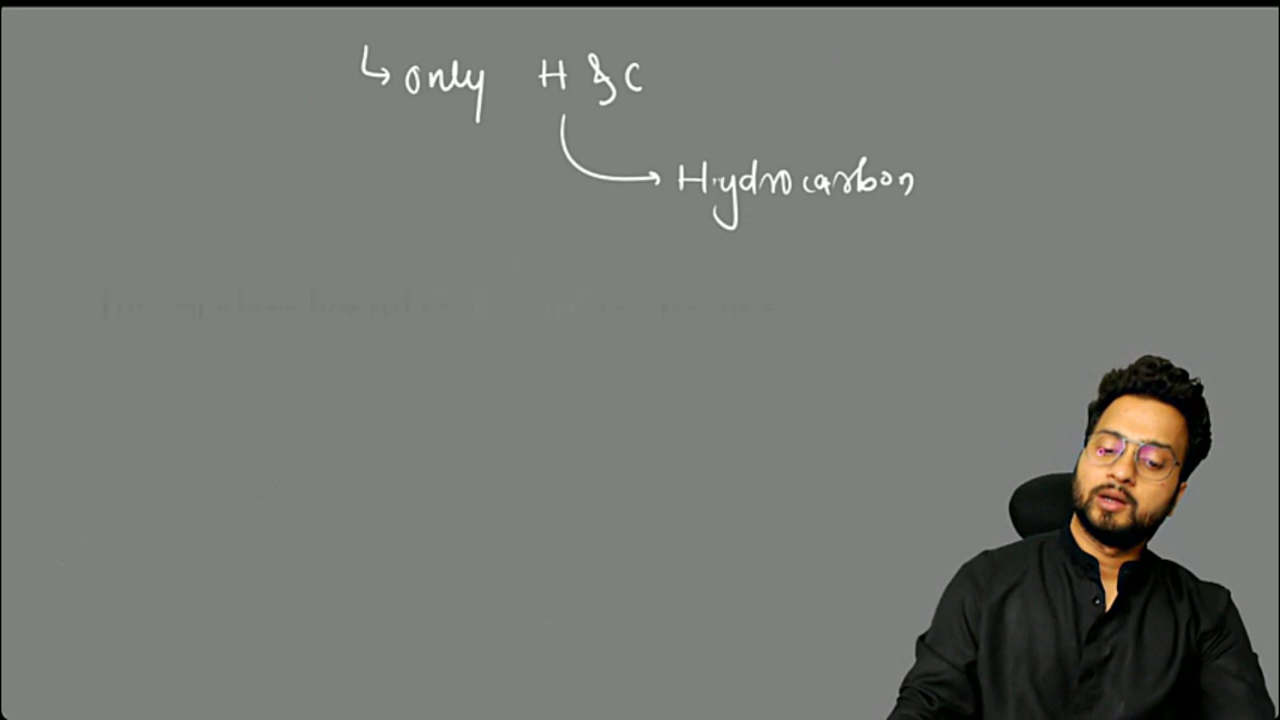 ↳ only H & C
→ Hydrocarbon